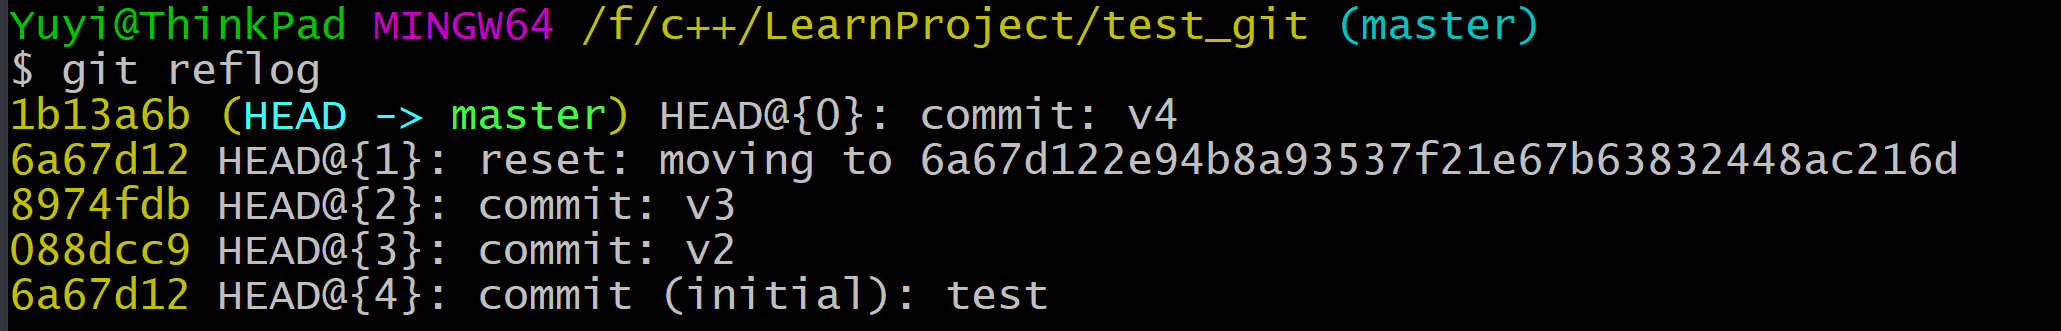 Yuyi@ThinkPad MINGW64 /f/c++/LearnProject/test_git (master)
$ git reflog
1b13a6b (HEAD -> master) HEAD@{0}: commit: v4
6a67d12 HEAD@{1}: reset: moving to 6a67d122e94b8a93537f21e67b63832448ac216d
8974fdb HEAD@{2}: commit: v3
088dcc9 HEAD@{3}: commit: v2
6a67d12 HEAD@{4}: commit (initial): test